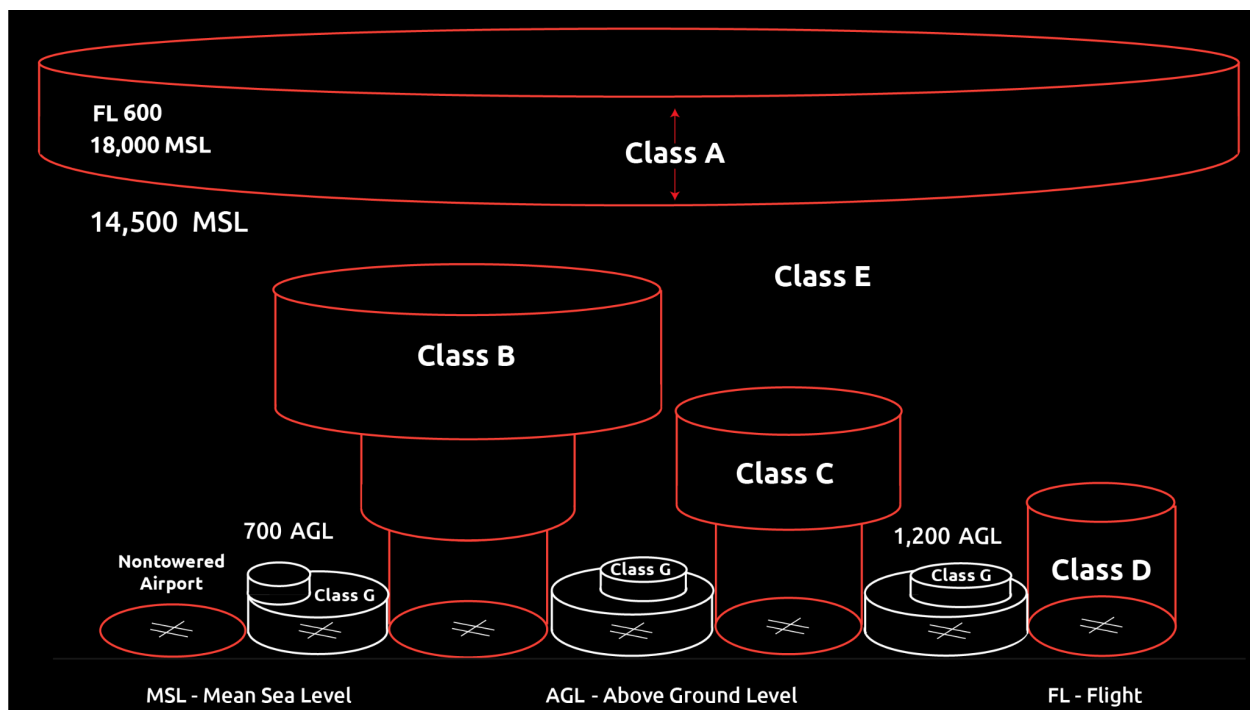 FL 600
18,000 MSL
Class A
14,500 MSL
Class E
Class B
Class C
700 AGL
1,200 AGL
Nontowered
Airport
Class G
Class G
Class G
Class D
MSL - Mean Sea Level
AGL - Above Ground Level
FL - Flight